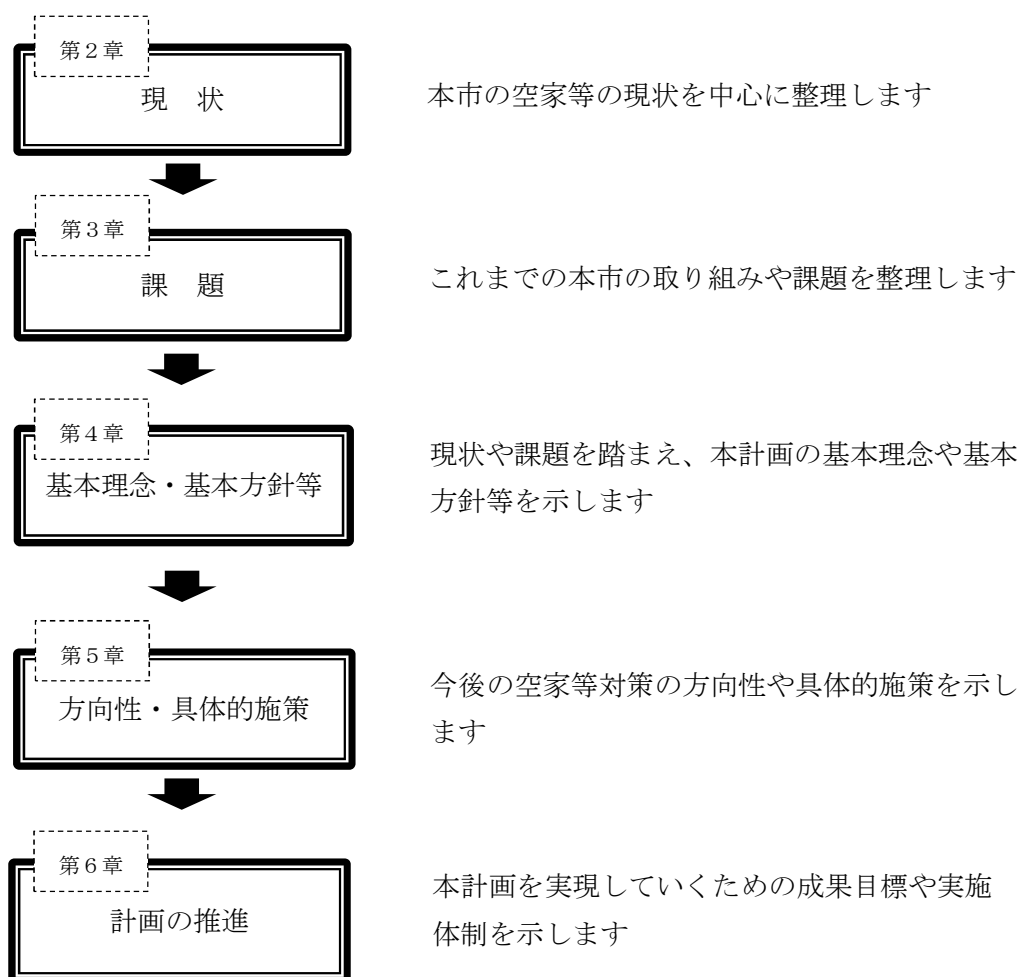 第２章
現　状
本市の空家等の現状を中心に整理します
第３章
課　題
これまでの本市の取り組みや課題を整理します
第４章
基本理念・基本方針等
現状や課題を踏まえ、本計画の基本理念や基本
方針等を示します
第５章
方向性・具体的施策
今後の空家等対策の方向性や具体的施策を示し
ます
第６章
計画の推進
本計画を実現していくための成果目標や実施
体制を示します